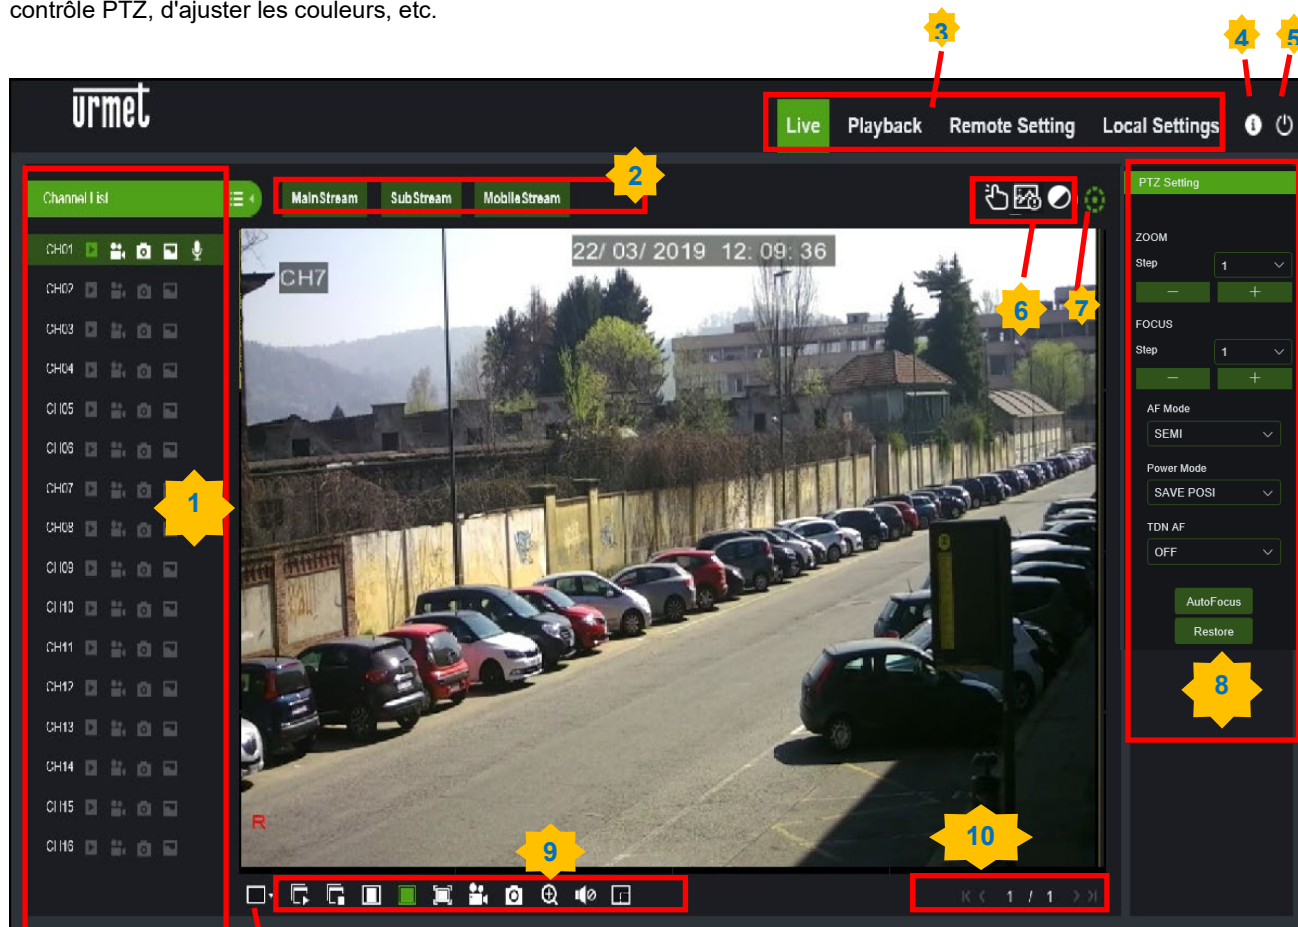 contrôle PTZ, d'ajuster les couleurs, etc.
3
4
5
urmet
Live Playback Remote Setting Local Settings
2
Channel List
MainStream SubStream MobileStream
PTZ Setting
CH01
CH02
CH03
CH04
CH05
CH06
CH07
CH08
CH09
CH10
CH11
CH12
CH13
CH14
CH15
CH16
1
22/ 03/ 2019 12: 09: 36
CH7
6
7
R
ZOOM
Step 1
− +
FOCUS
Step 1
− +
AF Mode
SEMI
Power Mode
SAVE POSI
TDN AF
OFF
AutoFocus
Restore
8
9
10
1 / 1